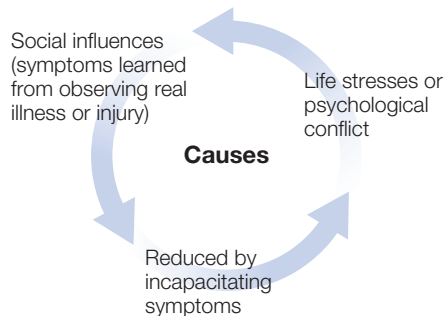 Social influences
(symptoms learned
from observing real
illness or injury)
Life stresses or
psychological
conflict
Causes
Reduced by
incapacitating
symptoms